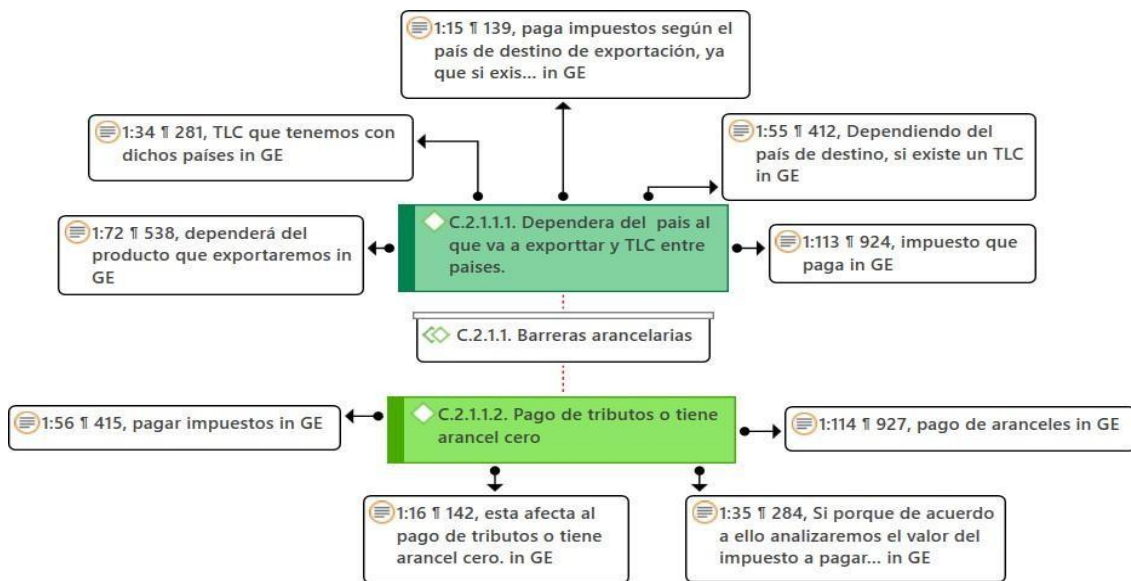 1:15 ¶ 139, paga impuestos según el
país de destino de exportación, ya
que si exis... in GE
1:34 ¶ 281, TLC que tenemos con
dichos países in GE
1:55 ¶ 412, Dependiendo del
país de destino, si existe un TLC
in GE
1:72 ¶ 538, dependerá del
producto que exportaremos in
GE
C.2.1.1.1. Dependera del  pais al
que va a exporttar y TLC entre
paises.
1:113 ¶ 924, impuesto que
paga in GE
C.2.1.1. Barreras arancelarias
1:56 ¶ 415, pagar impuestos in GE
C.2.1.1.2. Pago de tributos o tiene
arancel cero
1:114 ¶ 927, pago de aranceles in GE
1:16 ¶ 142, esta afecta al
pago de tributos o tiene
arancel cero. in GE
1:35 ¶ 284, Si porque de acuerdo
a ello analizaremos el valor del
impuesto a pagar... in GE